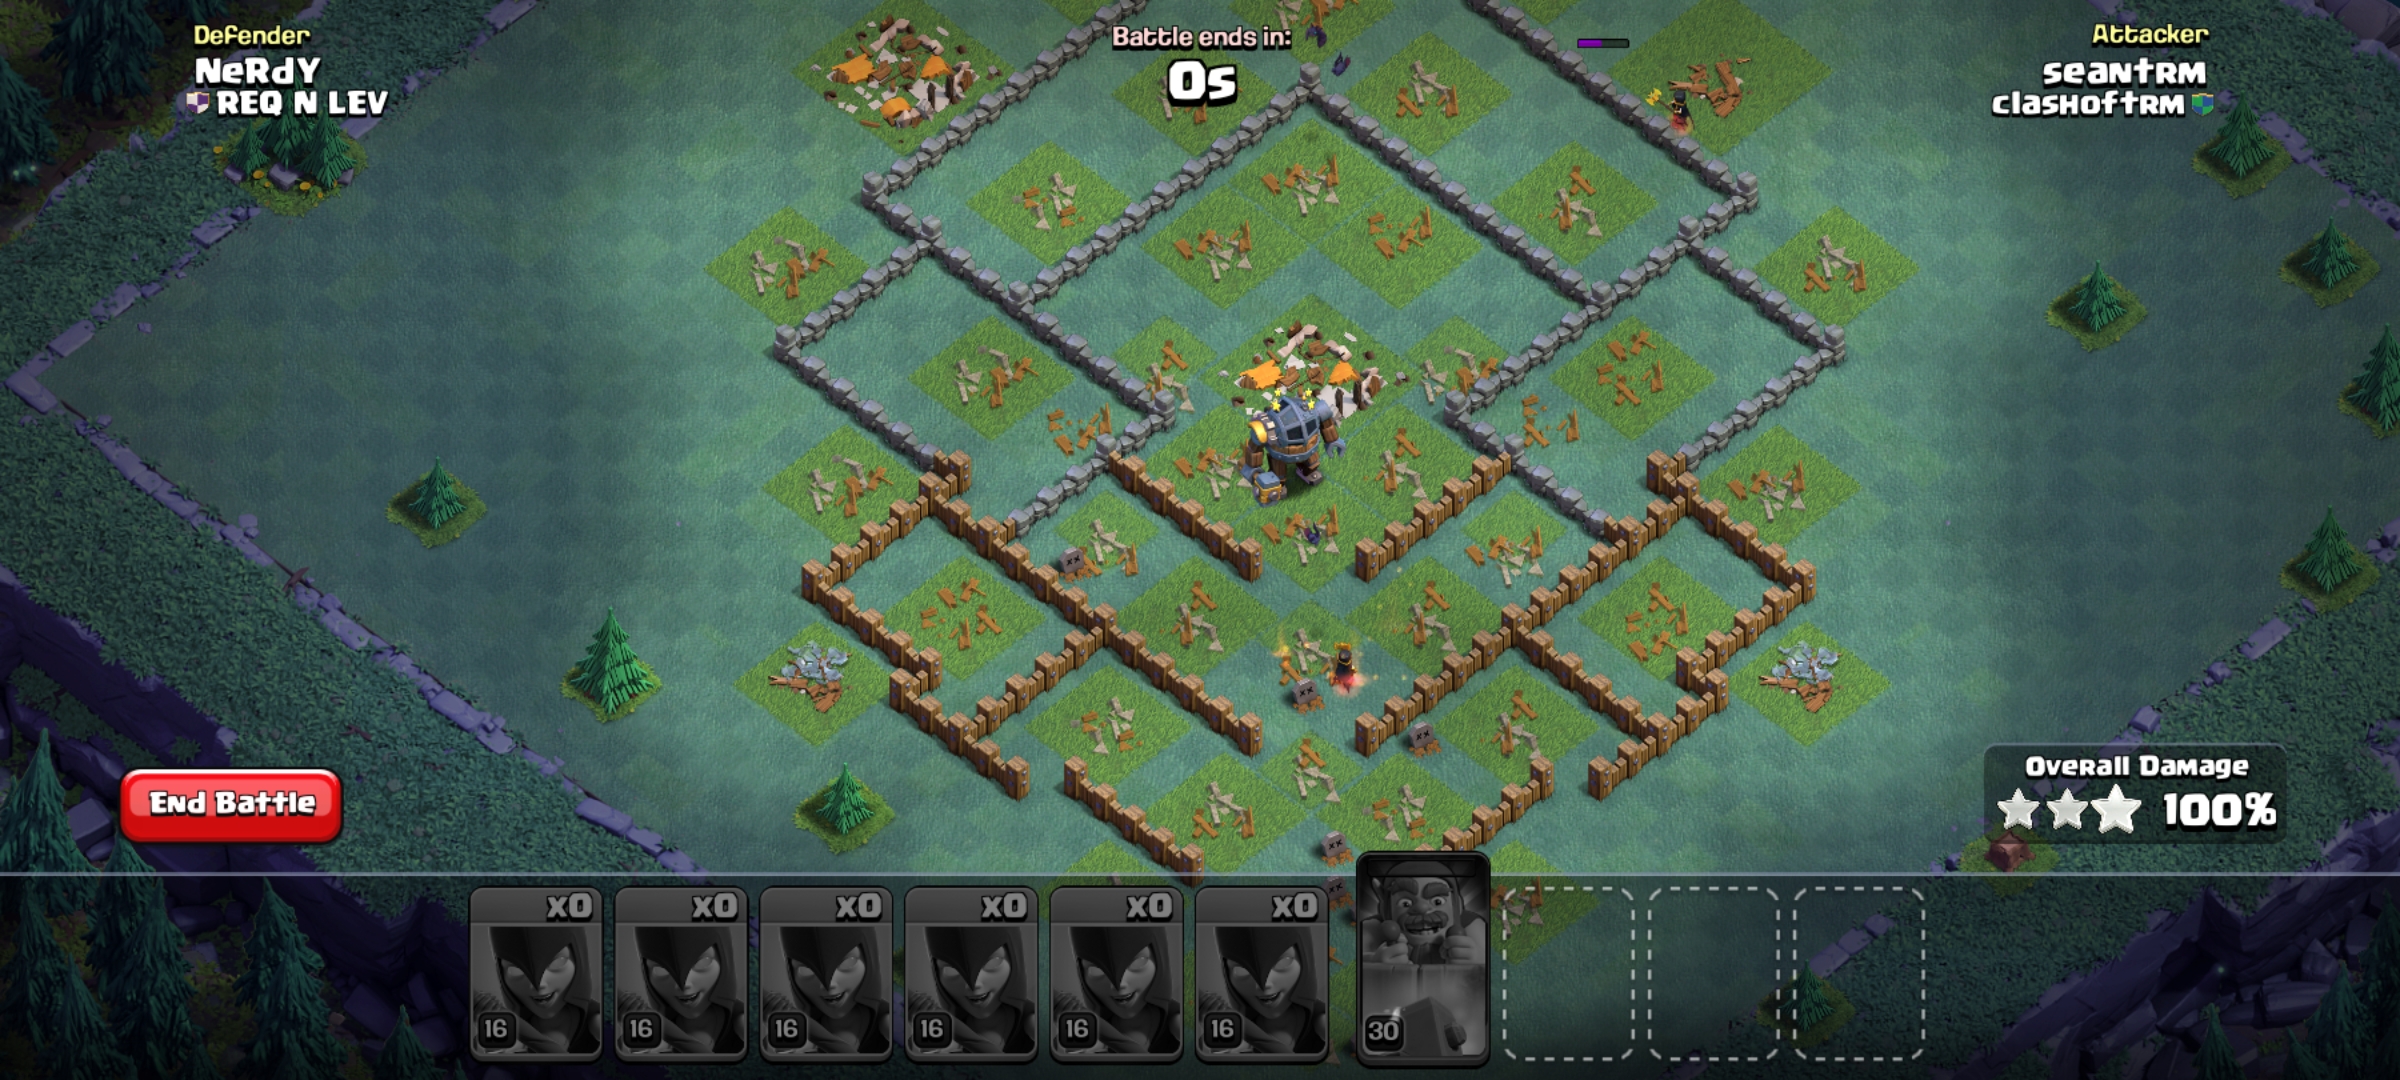 Defender
NeRdY
REQ N LEV
Battle ends in:
0s
Attacker
seantRM
clashoftRM
End Battle
Overall Damage
100%
x0
x0
x0
x0
x0
x0
16
16
16
16
16
16
30